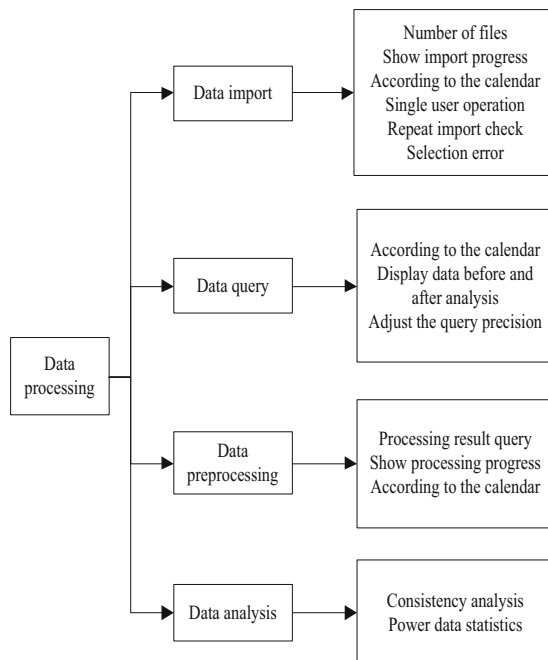 Number of files
Show import progress
According to the calendar
Single user operation
Repeat import check
Selection error
Data import
According to the calendar
Display data before and
after analysis
Adjust the query precision
Data query
Data
processing
Processing result query
Show processing progress
According to the calendar
Data
preprocessing
Consistency analysis
Power data statistics
Data analysis